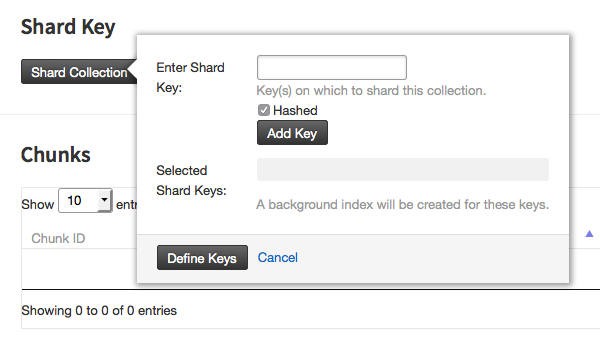 Shard Key
Shard Collection
Enter Shard
Key:
Key(s) on which to shard this collection.
Hashed
Add Key
Selected
Shard Keys:
A background index will be created for these keys.
Define Keys Cancel
Chunks
Show 10 entr
Chunk ID
Showing 0 to 0 of 0 entries